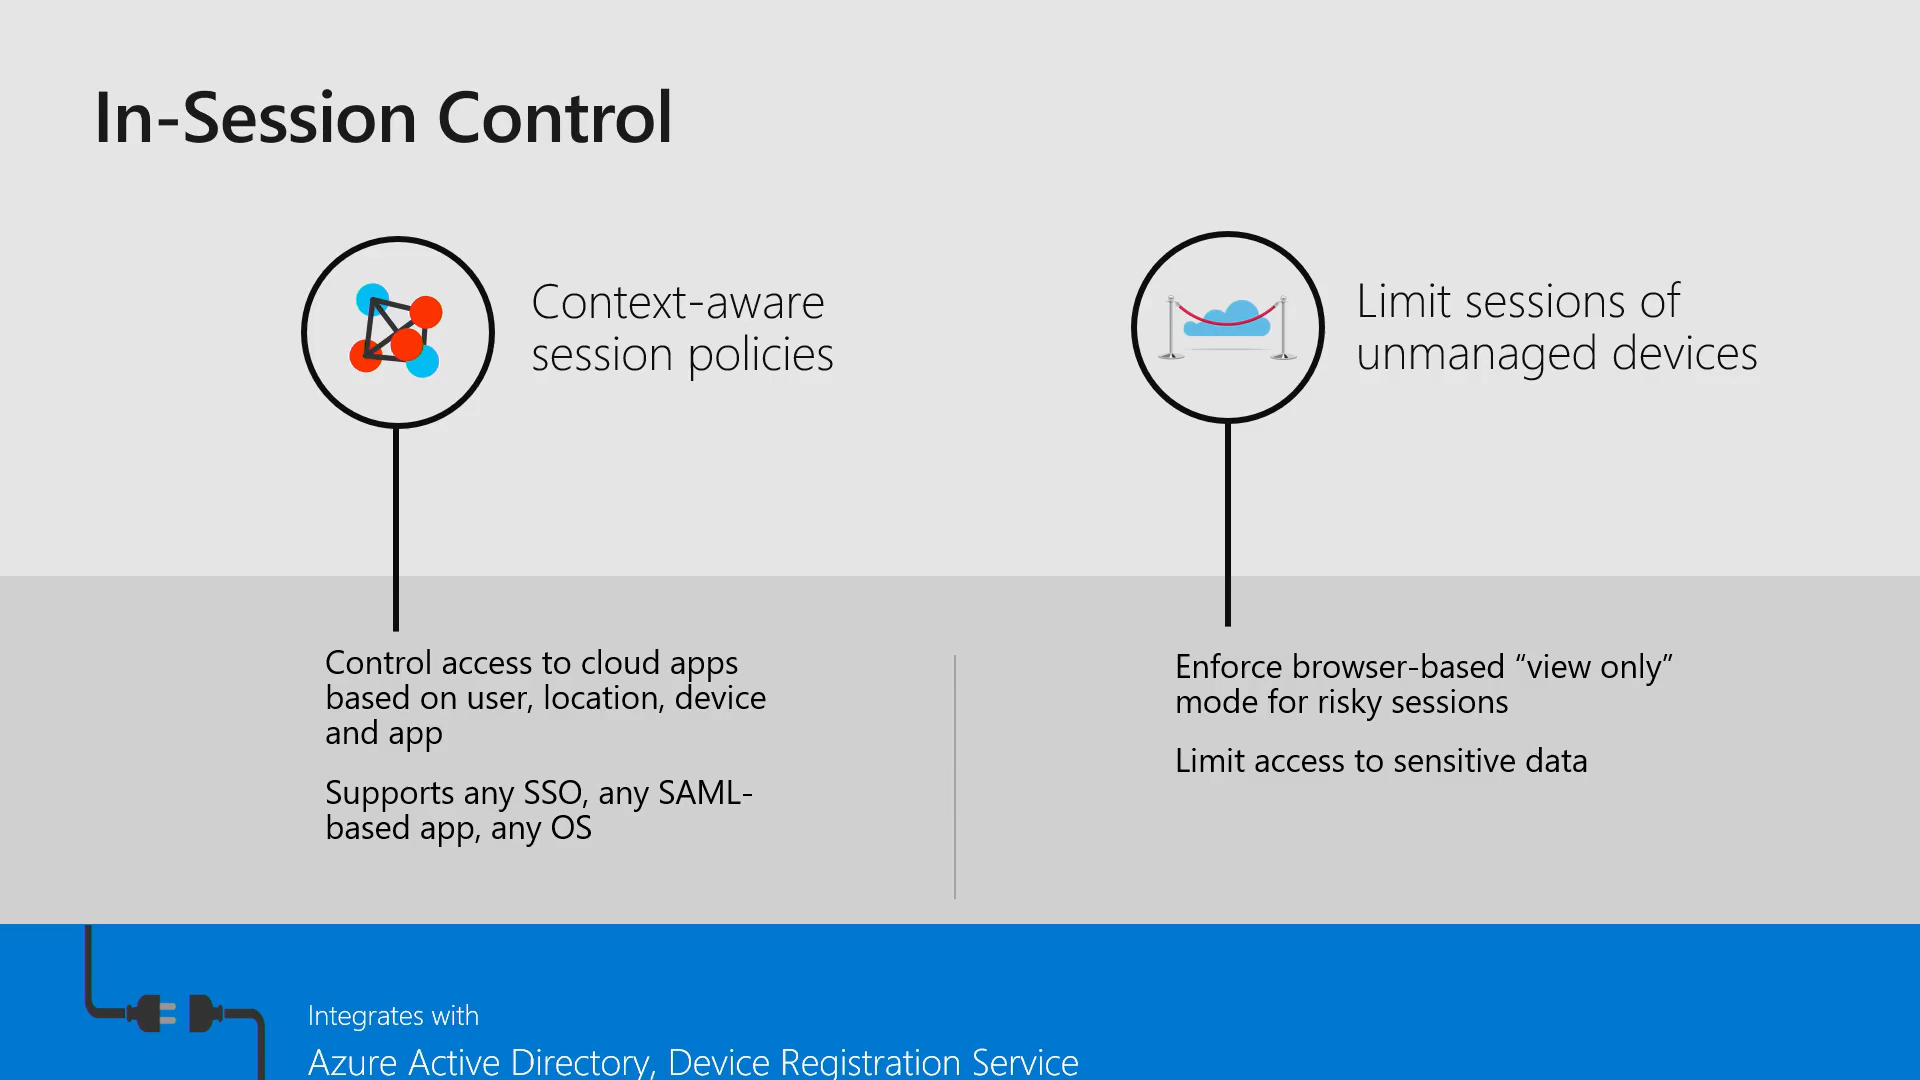 In-Session Control
Context-aware
session policies
Limit sessions of
unmanaged devices
Control access to cloud apps
based on user, location, device
and app
Supports any SSO, any SAML-
based app, any OS
Enforce browser-based “view only”
mode for risky sessions
Limit access to sensitive data
Integrates with
Azure Active Directory, Device Registration Service